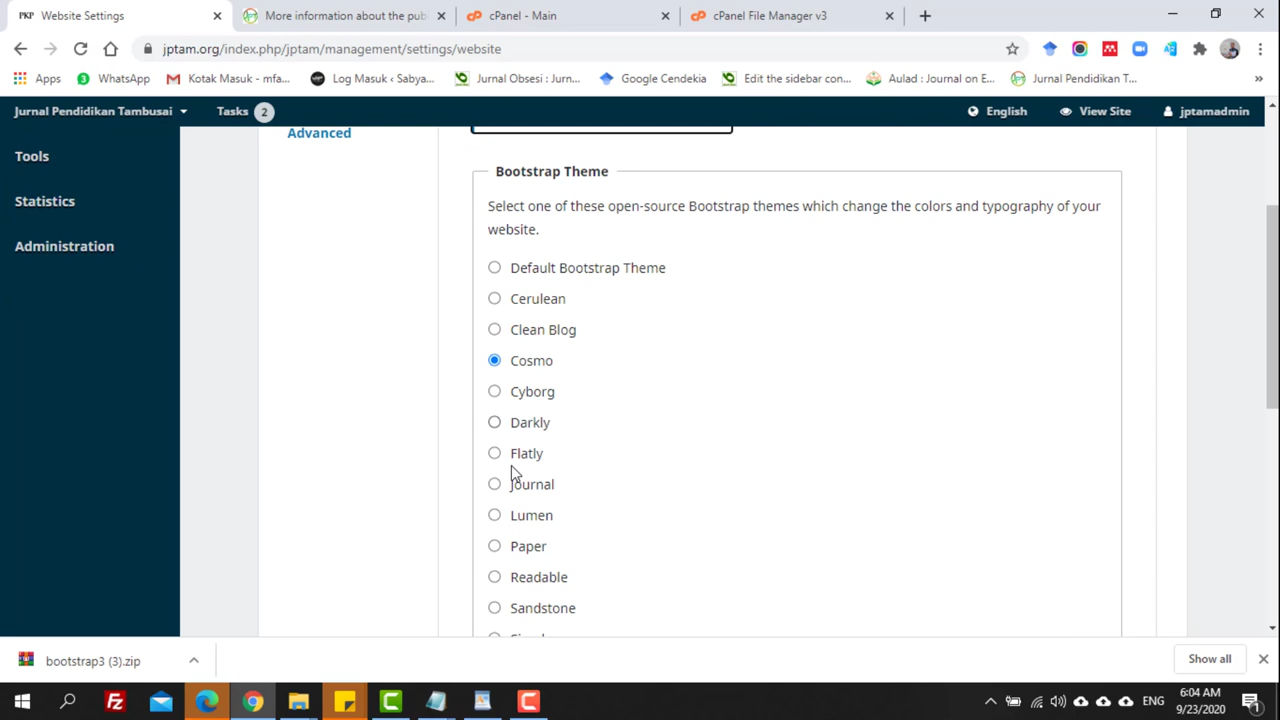 Website Settings
More information about the pub
cPanel - Main
cPanel File Manager v3
jptam.org/index.php/jptam/management/settings/website
Apps
WhatsApp
Kotak Masuk - mfa...
Log Masuk ‹ Sabya...
Jurnal Obsesi : Jurn...
Google Cendekia
Edit the sidebar con...
Aulad : Journal on E...
Jurnal Pendidikan T...
»
Jurnal Pendidikan Tambusai
Tasks 2
English
View Site
jptamadmin
Tools
Statistics
Administration
Advanced
Bootstrap Theme
Select one of these open-source Bootstrap themes which change the colors and typography of your
website.
Default Bootstrap Theme
Cerulean
Clean Blog
Cosmo
Cyborg
Darkly
Flatly
Journal
Lumen
Paper
Readable
Sandstone
bootstrap3 (3).zip
Show all
ENG
6:04 AM
9/23/2020